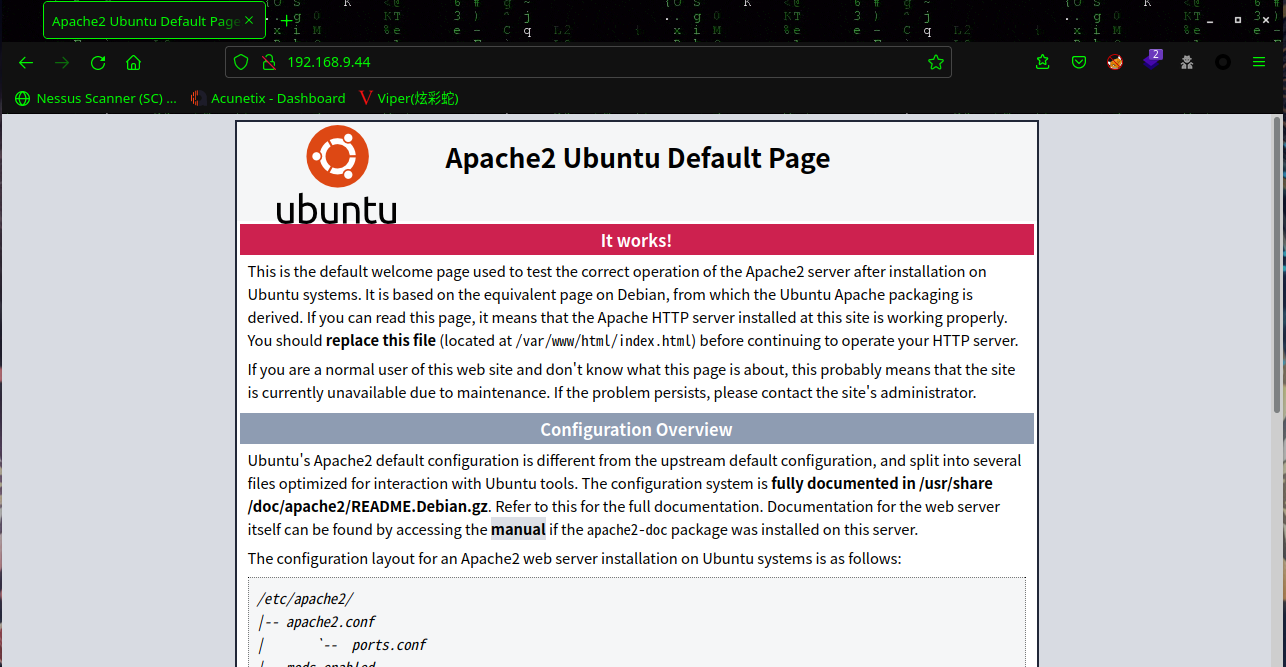 Apache2 Ubuntu Default Page
192.168.9.44
2
Nessus Scanner (SC) ...
Acunetix - Dashboard
Viper(炫彩蛇)
ubuntu
Apache2 Ubuntu Default Page
It works!
This is the default welcome page used to test the correct operation of the Apache2 server after installation on
Ubuntu systems. It is based on the equivalent page on Debian, from which the Ubuntu Apache packaging is
derived. If you can read this page, it means that the Apache HTTP server installed at this site is working properly.
You should replace this file (located at /var/www/html/index.html) before continuing to operate your HTTP server.
If you are a normal user of this web site and don't know what this page is about, this probably means that the site
is currently unavailable due to maintenance. If the problem persists, please contact the site's administrator.
Configuration Overview
Ubuntu's Apache2 default configuration is different from the upstream default configuration, and split into several
files optimized for interaction with Ubuntu tools. The configuration system is fully documented in /usr/share
/doc/apache2/README.Debian.gz. Refer to this for the full documentation. Documentation for the web server
itself can be found by accessing the manual if the apache2-doc package was installed on this server.
The configuration layout for an Apache2 web server installation on Ubuntu systems is as follows:
/etc/apache2/
|-- apache2.conf
|       `--  ports.conf
|-- mods-enabled